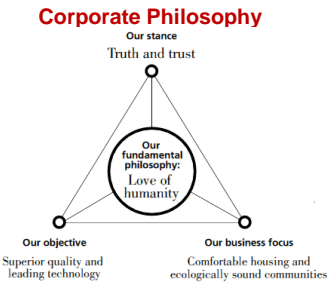 Corporate Philosophy
Our stance
Truth and trust
Our
fundamental
philosophy:
Love of
humanity
Our objective
Superior quality and
leading technology
Our business focus
Comfortable housing and
ecologically sound communities